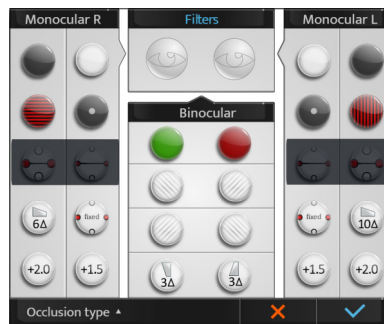 Monocular R
Filters
Monocular L
Binocular
6Δ
fixed
fixed
10Δ
+2.0
+1.5
3Δ
3Δ
+1.5
+2.0
Occlusion type